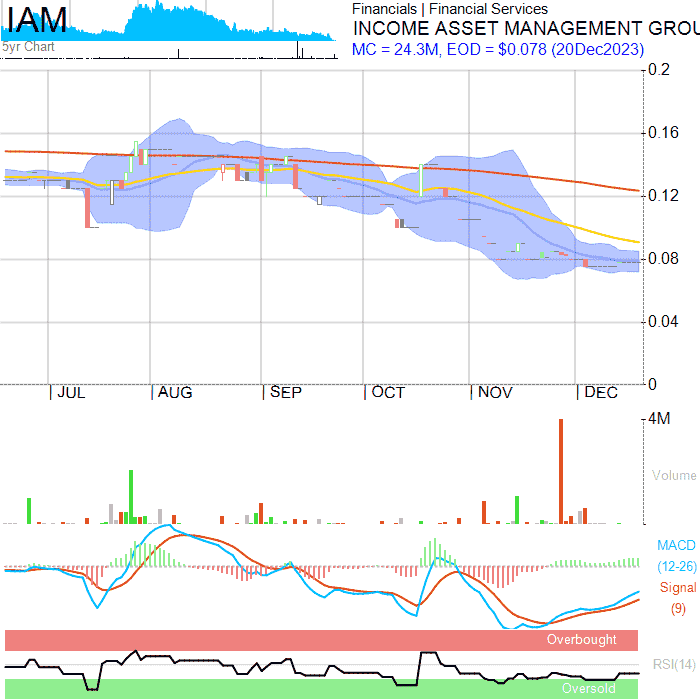 IAM
5yr Chart
Financials | Financial Services
INCOME ASSET MANAGEMENT GROU
MC = 24.3M, EOD = $0.078 (20Dec2023)
0.2
0.16
0.12
0.08
0.04
0
JUL AUG SEP OCT NOV DEC
4M
Volume
MACD
(12-26)
Signal
(9)
Overbought
RSI(14)
Oversold